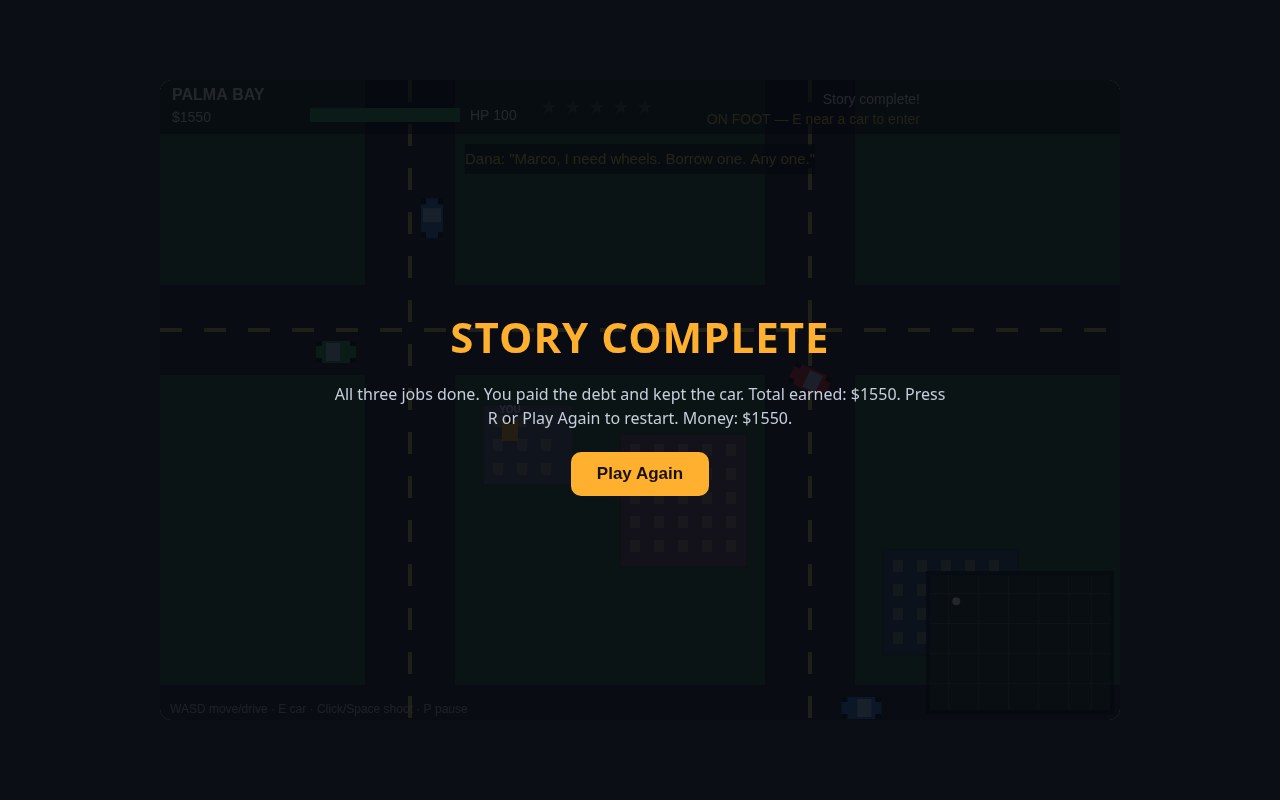 PALMA BAY
$1550
HP 100
★ ★ ★ ★ ★
Story complete!
ON FOOT — E near a car to enter
Dana: "Marco, I need wheels. Borrow one. Any one."
STORY COMPLETE
All three jobs done. You paid the debt and kept the car. Total earned: $1550. Press
R or Play Again to restart. Money: $1550.
YOU
Play Again
WASD move/drive · E car · Click/Space shoot · P pause